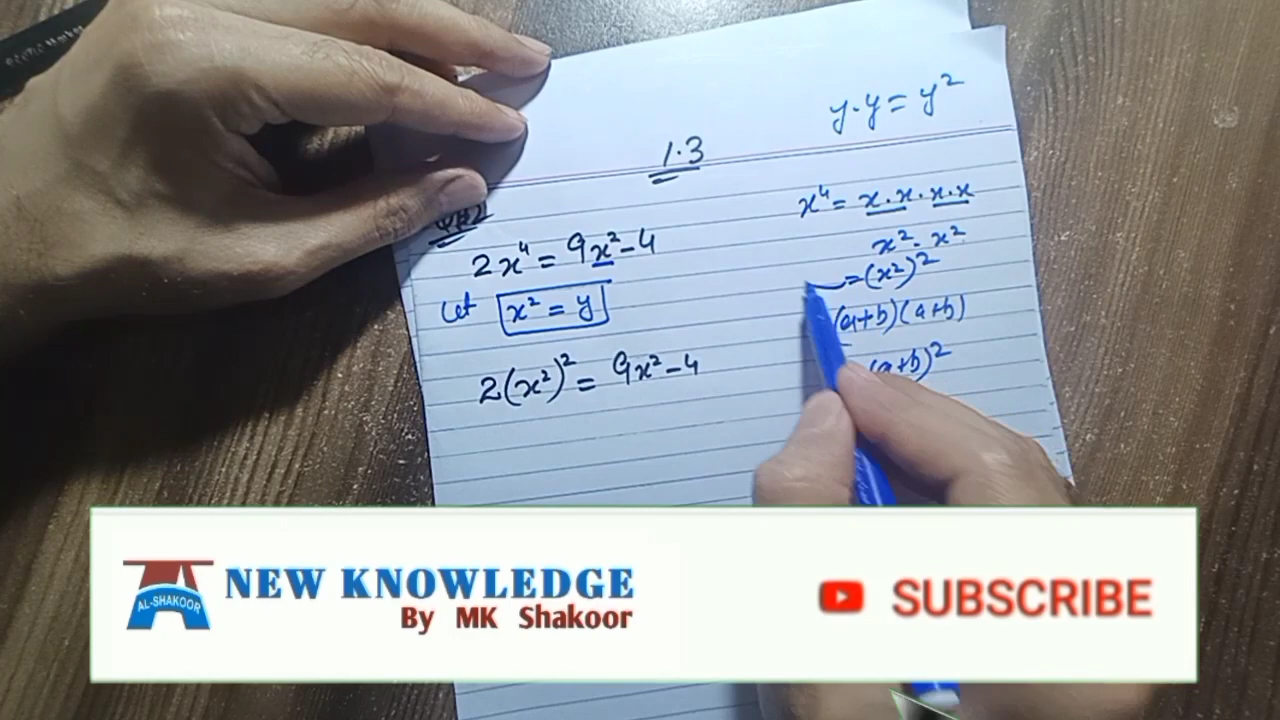 1.3
Q#2
2x⁴ = 9x² - 4
Let x² = y
2(x²)² = 9x² - 4
y.y = y²
x⁴ = x.x.x.x
x². x²
= (x²)²
(a+b)(a+b)
(a+b)²
AL-SHAKOOR
NEW KNOWLEDGE
By MK Shakoor
SUBSCRIBE